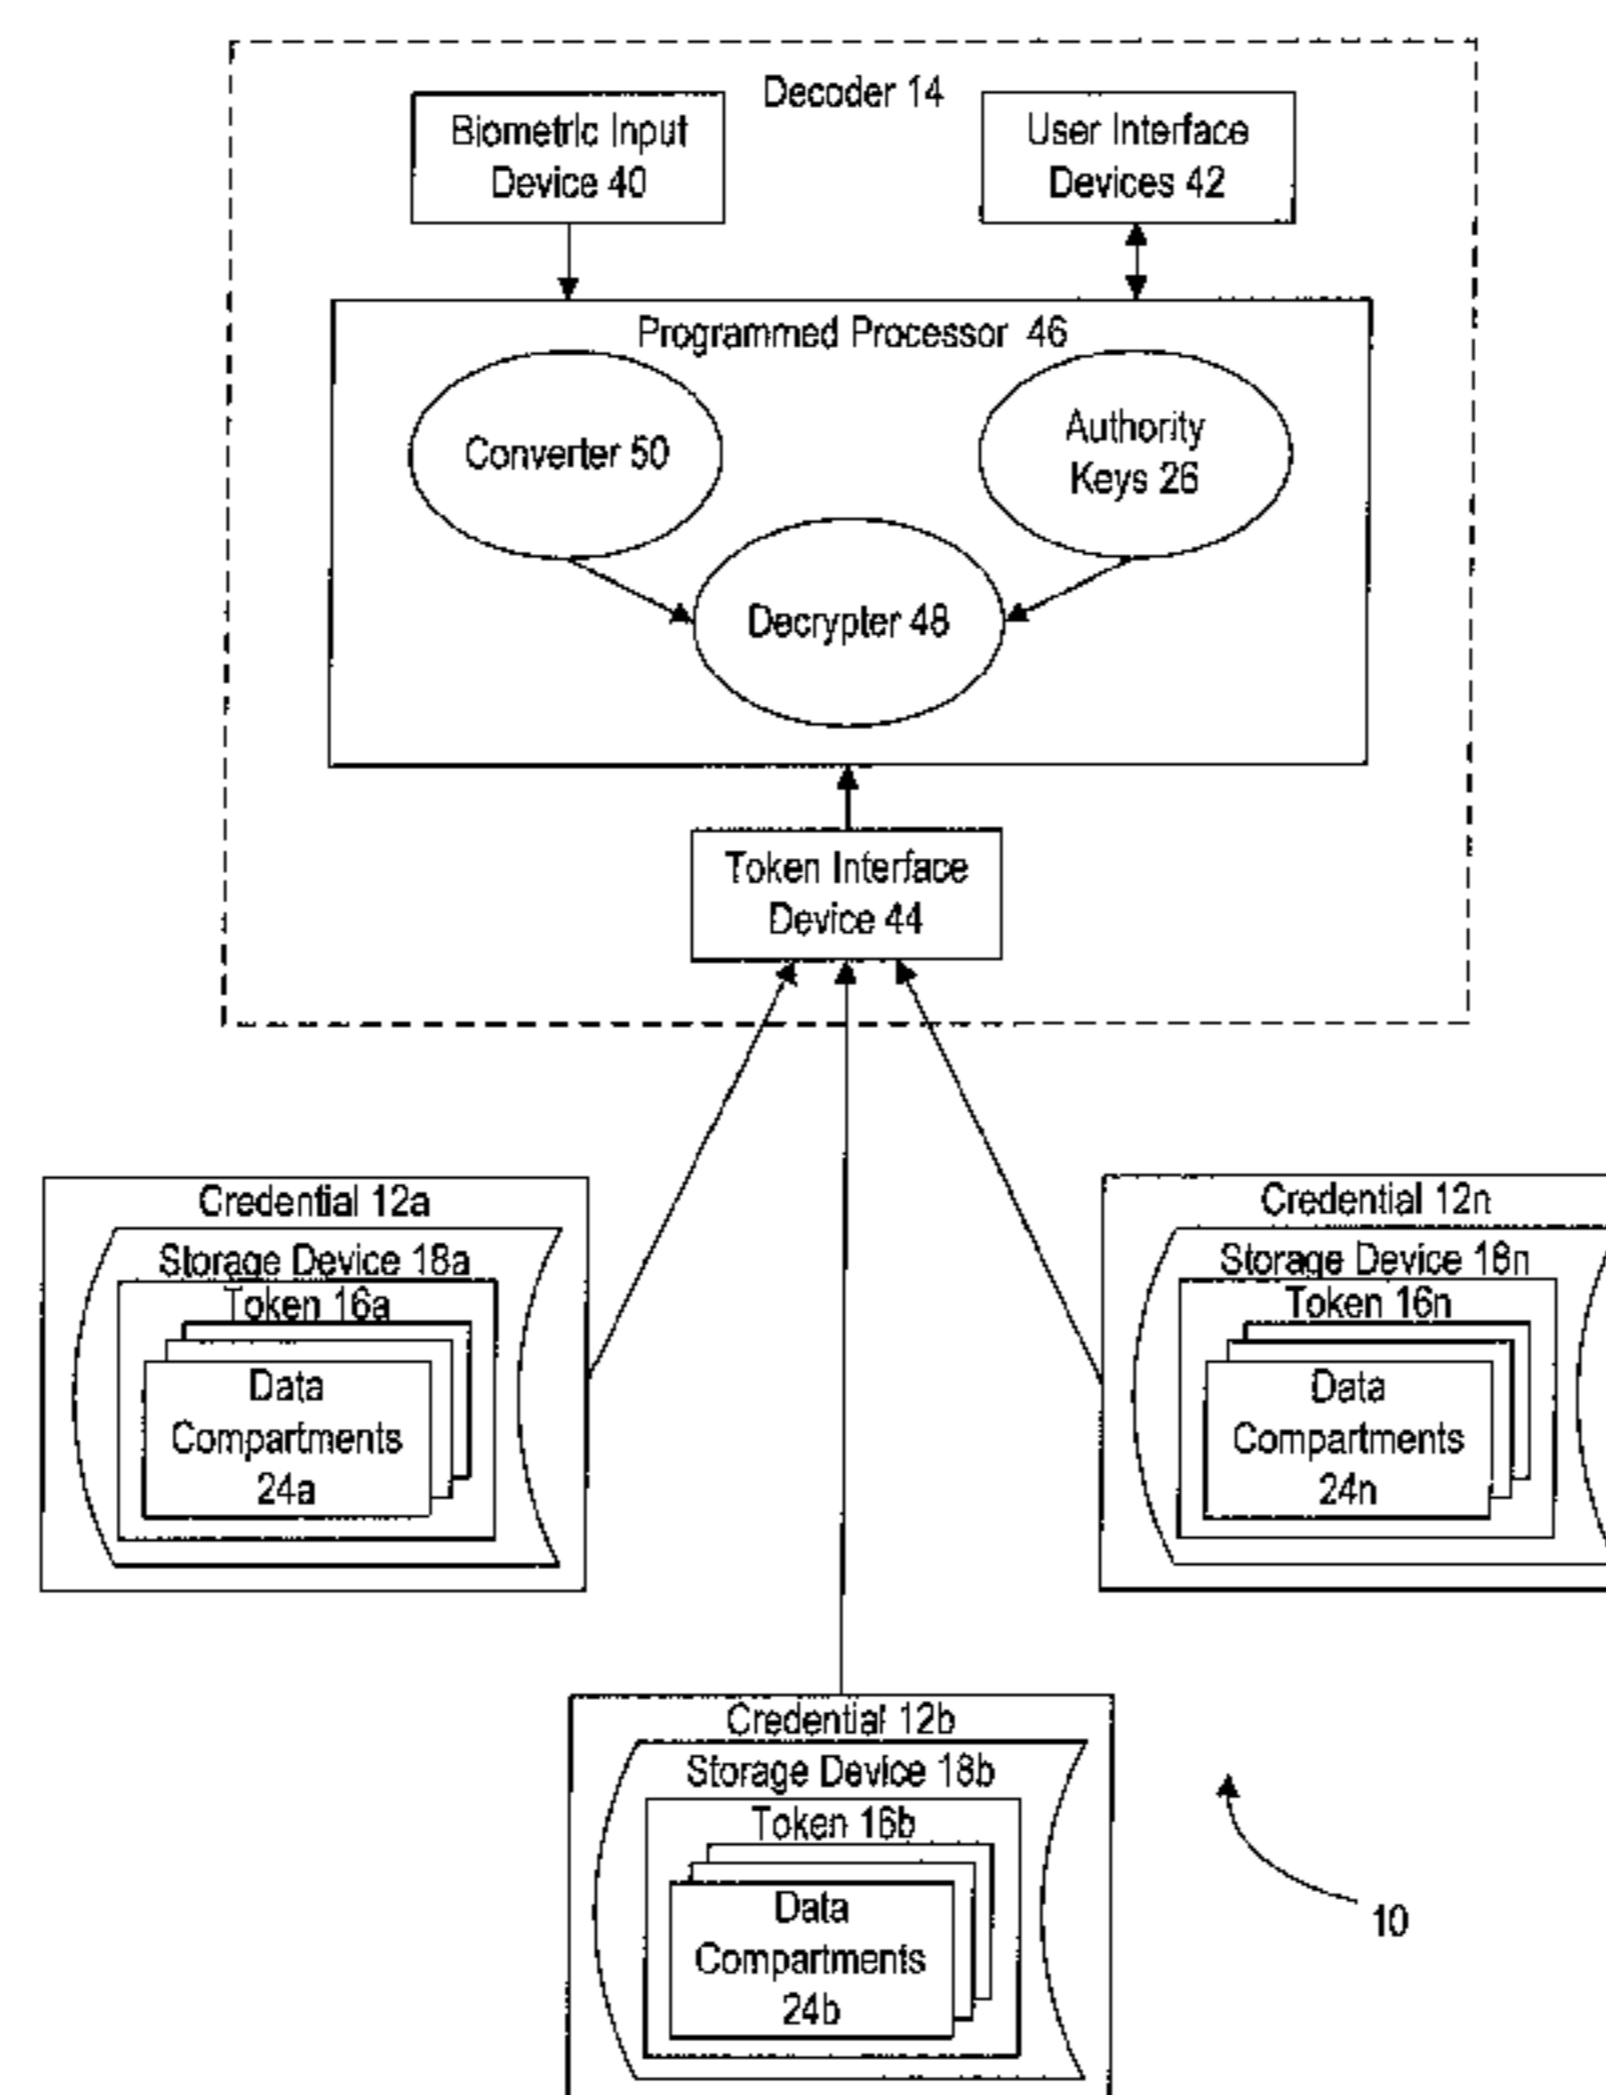 Decoder 14
Biometric Input
Device 40
User Interface
Devices 42
Programmed Processor 46
Converter 50
Authority
Keys 26
Decrypter 48
Token Interface
Device 44
Credential 12a
Storage Device 18a
Token 16a
Data
Compartments
24a
Credential 12n
Storage Device 18n
Token 16n
Data
Compartments
24n
Credential 12b
Storage Device 18b
Token 16b
Data
Compartments
24b
10